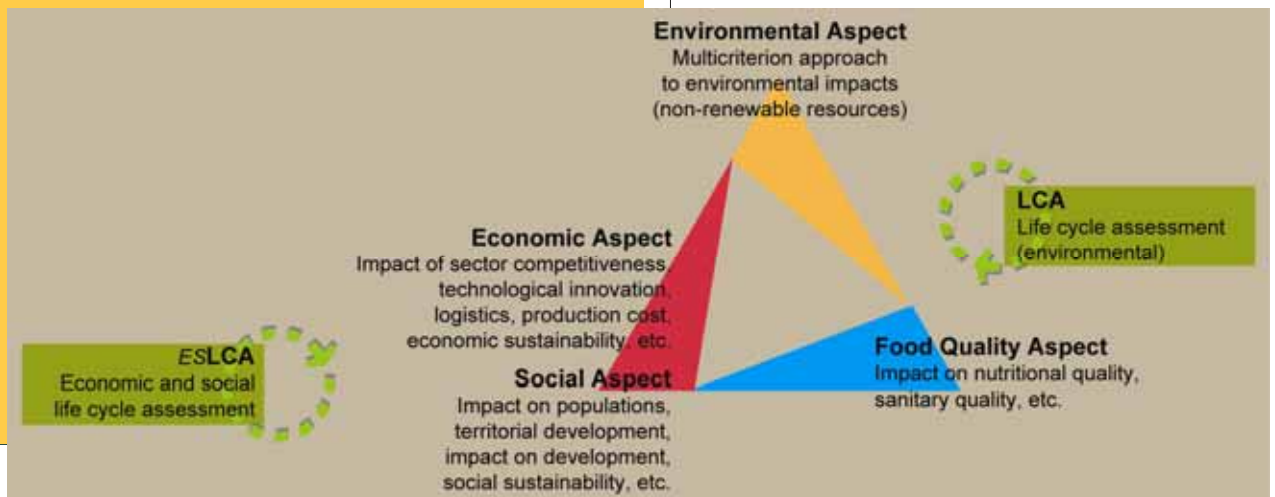 Environmental Aspect
Multicriterion approach
to environmental impacts
(non-renewable resources)
LCA
Life cycle assessment
(environmental)
Economic Aspect
Impact of sector competitiveness,
technological innovation,
logistics, production cost,
economic sustainability, etc.
ESLCA
Economic and social
life cycle assessment
Social Aspect
Impact on populations,
territorial development,
impact on development,
social sustainability, etc.
Food Quality Aspect
Impact on nutritional quality,
sanitary quality, etc.